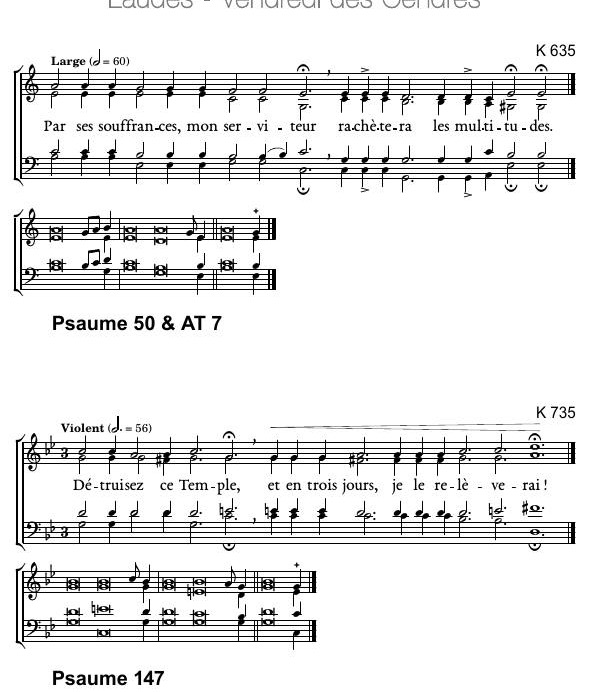 Laudes - Vendredi des Cendres
K 635
Large (𝅗𝅥 = 60)
Par ses souffran-ces, mon ser - vi - teur ra-chè-te-ra les mul-ti - tu - des.
Psaume 50 & AT 7
K 735
Violent (𝅗𝅥. = 56)
3
Dé-truisez ce Tem-ple, et en trois jours, je le re-lè - ve-rai !
3
Psaume 147